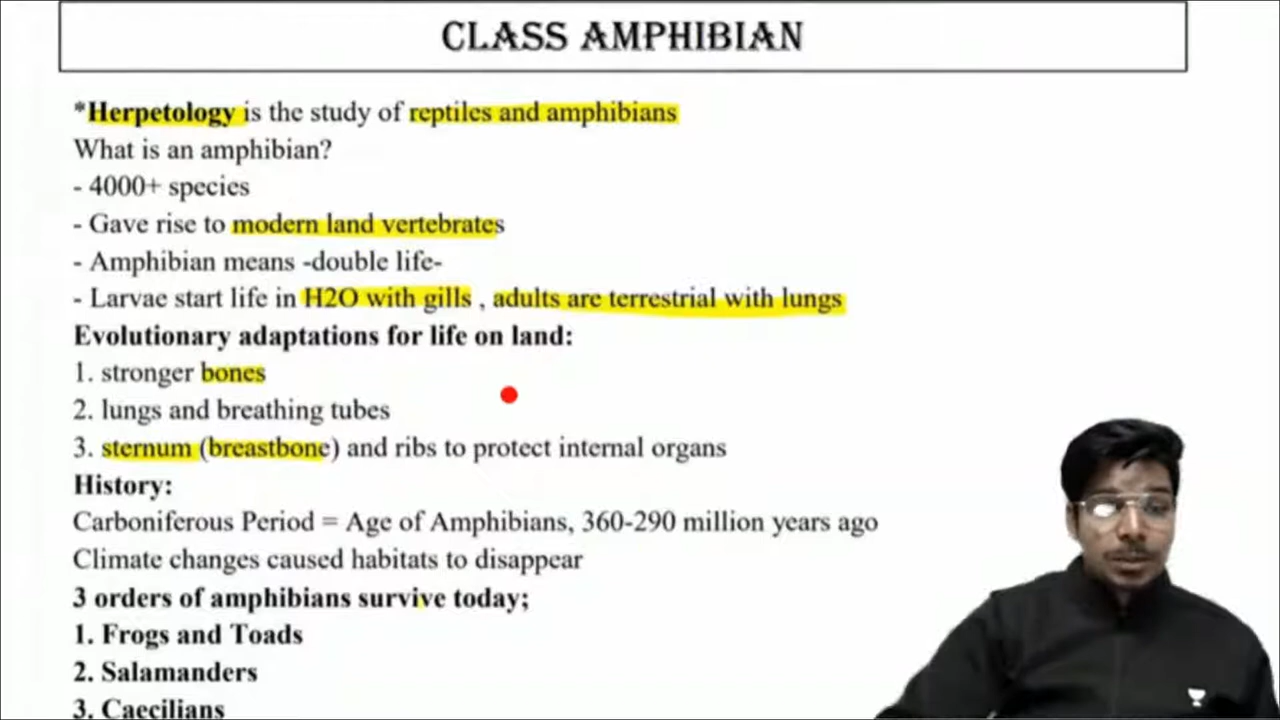 CLASS AMPHIBIAN
*Herpetology is the study of reptiles and amphibians
What is an amphibian?
- 4000+ species
- Gave rise to modern land vertebrates
- Amphibian means -double life-
- Larvae start life in H2O with gills , adults are terrestrial with lungs
Evolutionary adaptations for life on land:
1. stronger bones
2. lungs and breathing tubes
3. sternum (breastbone) and ribs to protect internal organs
History:
Carboniferous Period = Age of Amphibians, 360-290 million years ago
Climate changes caused habitats to disappear
3 orders of amphibians survive today;
1. Frogs and Toads
2. Salamanders
3. Caecilians